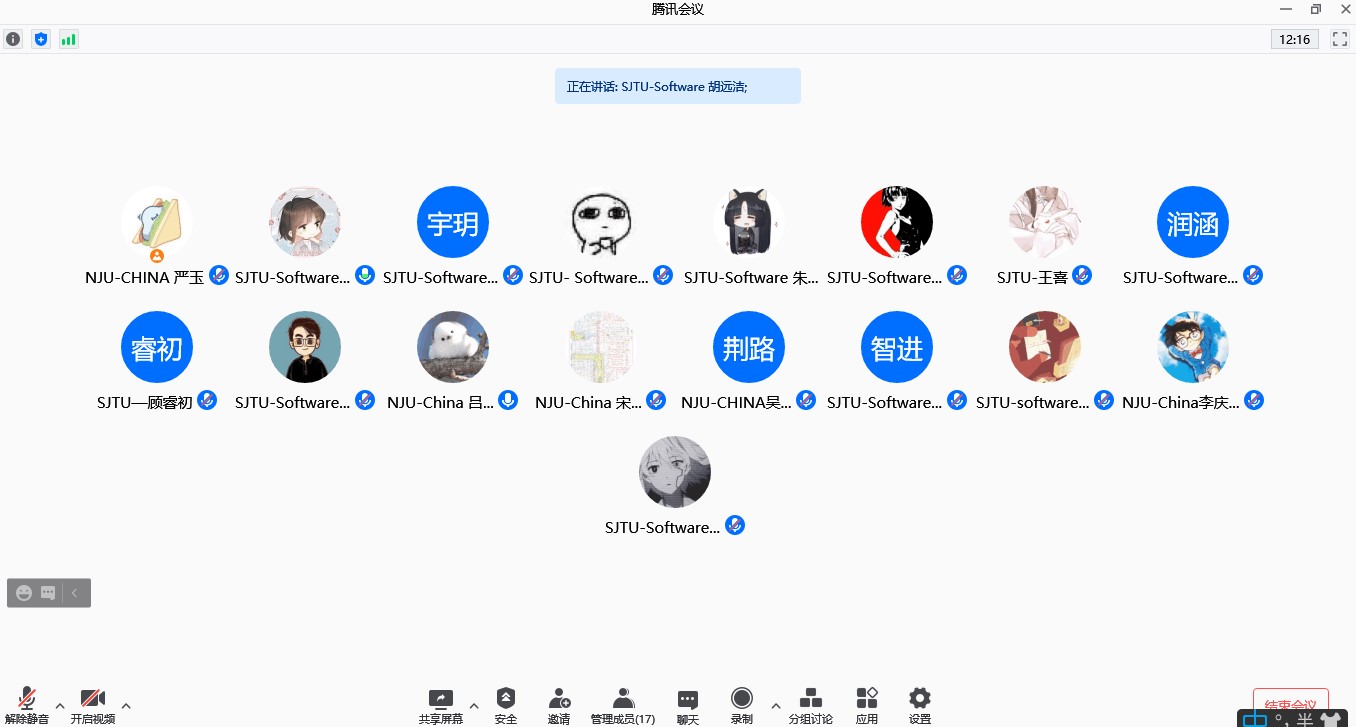 腾讯会议
12:16
正在讲话: SJTU-Software 胡远洁;
宇玥
润涵
NJU-CHINA 严玉
SJTU-Software...
SJTU-Software...
SJTU- Software...
SJTU-Software 朱...
SJTU-Software...
SJTU-王喜
SJTU-Software...
睿初
荆路
智进
SJTU—顾睿初
SJTU-Software...
NJU-China 吕...
NJU-China 宋...
NJU-CHINA吴...
SJTU-Software...
SJTU-software...
NJU-China李庆...
SJTU-Software...
解除静音
开启视频
共享屏幕
安全
邀请
管理成员(17)
聊天
录制
分组讨论
应用
设置
结束会议
中
半